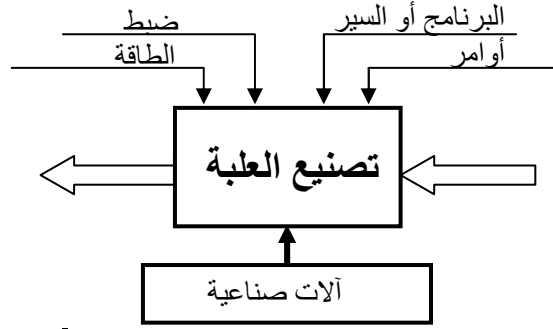 البرنامج أو السير
ضبط
أوامر
الطاقة
تصنيع العلبة
آلات صناعية